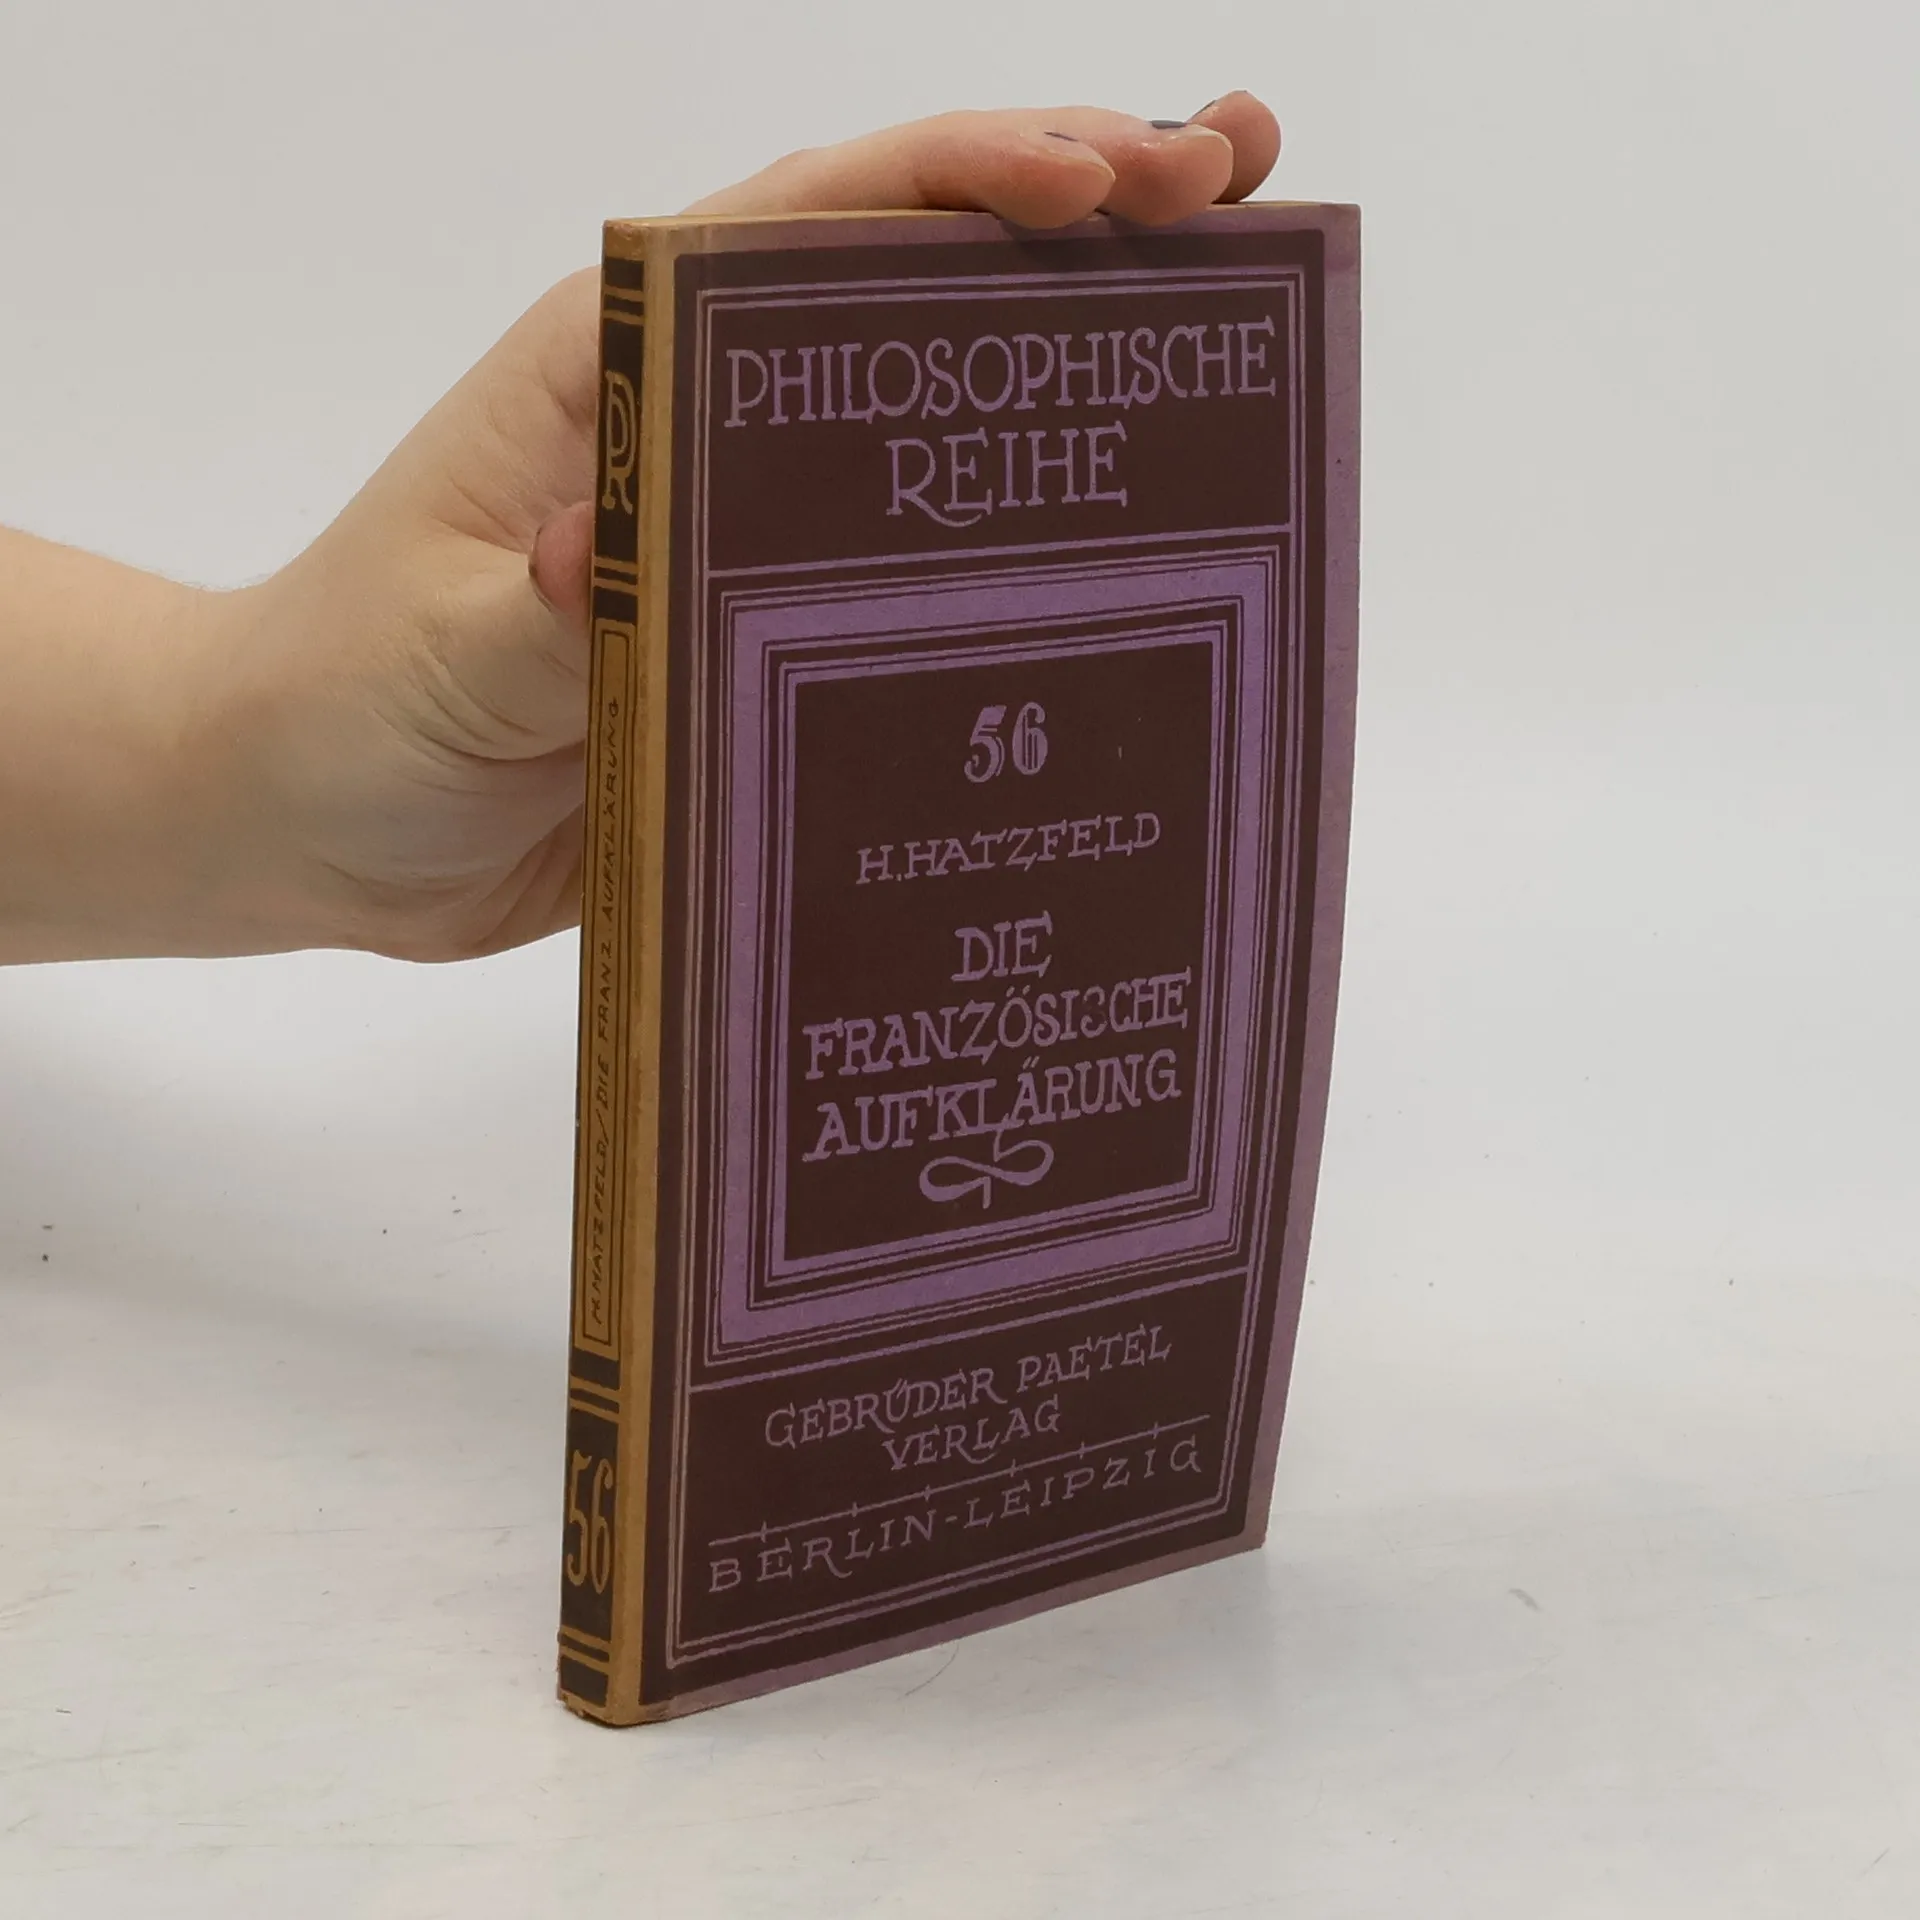 PHILOSOPHISCHE
REIHE
56
H. HATZFELD
DIE
FRANZÖSISCHE
AUFKLÄRUNG
GEBRÜDER PAETEL
VERLAG
BERLIN-LEIPZIG
PR
HATZFELD/DIE FRANZ. AUFKLÄRUNG
56